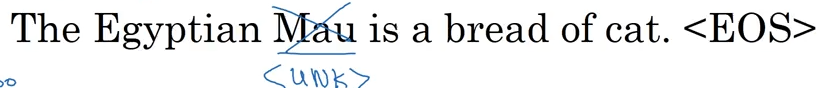 The Egyptian Mau is a bread of cat. <EOS>
<UNK>